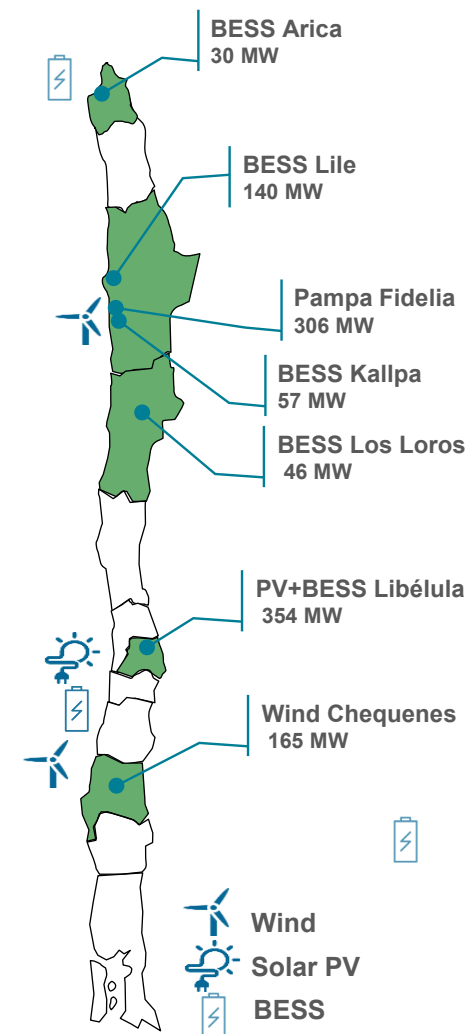 BESS Arica
30 MW
BESS Lile
140 MW
Pampa Fidelia
306 MW
BESS Kallpa
57 MW
BESS Los Loros
46 MW
PV+BESS Libélula
354 MW
Wind Chequenes
165 MW
Wind
Solar PV
BESS